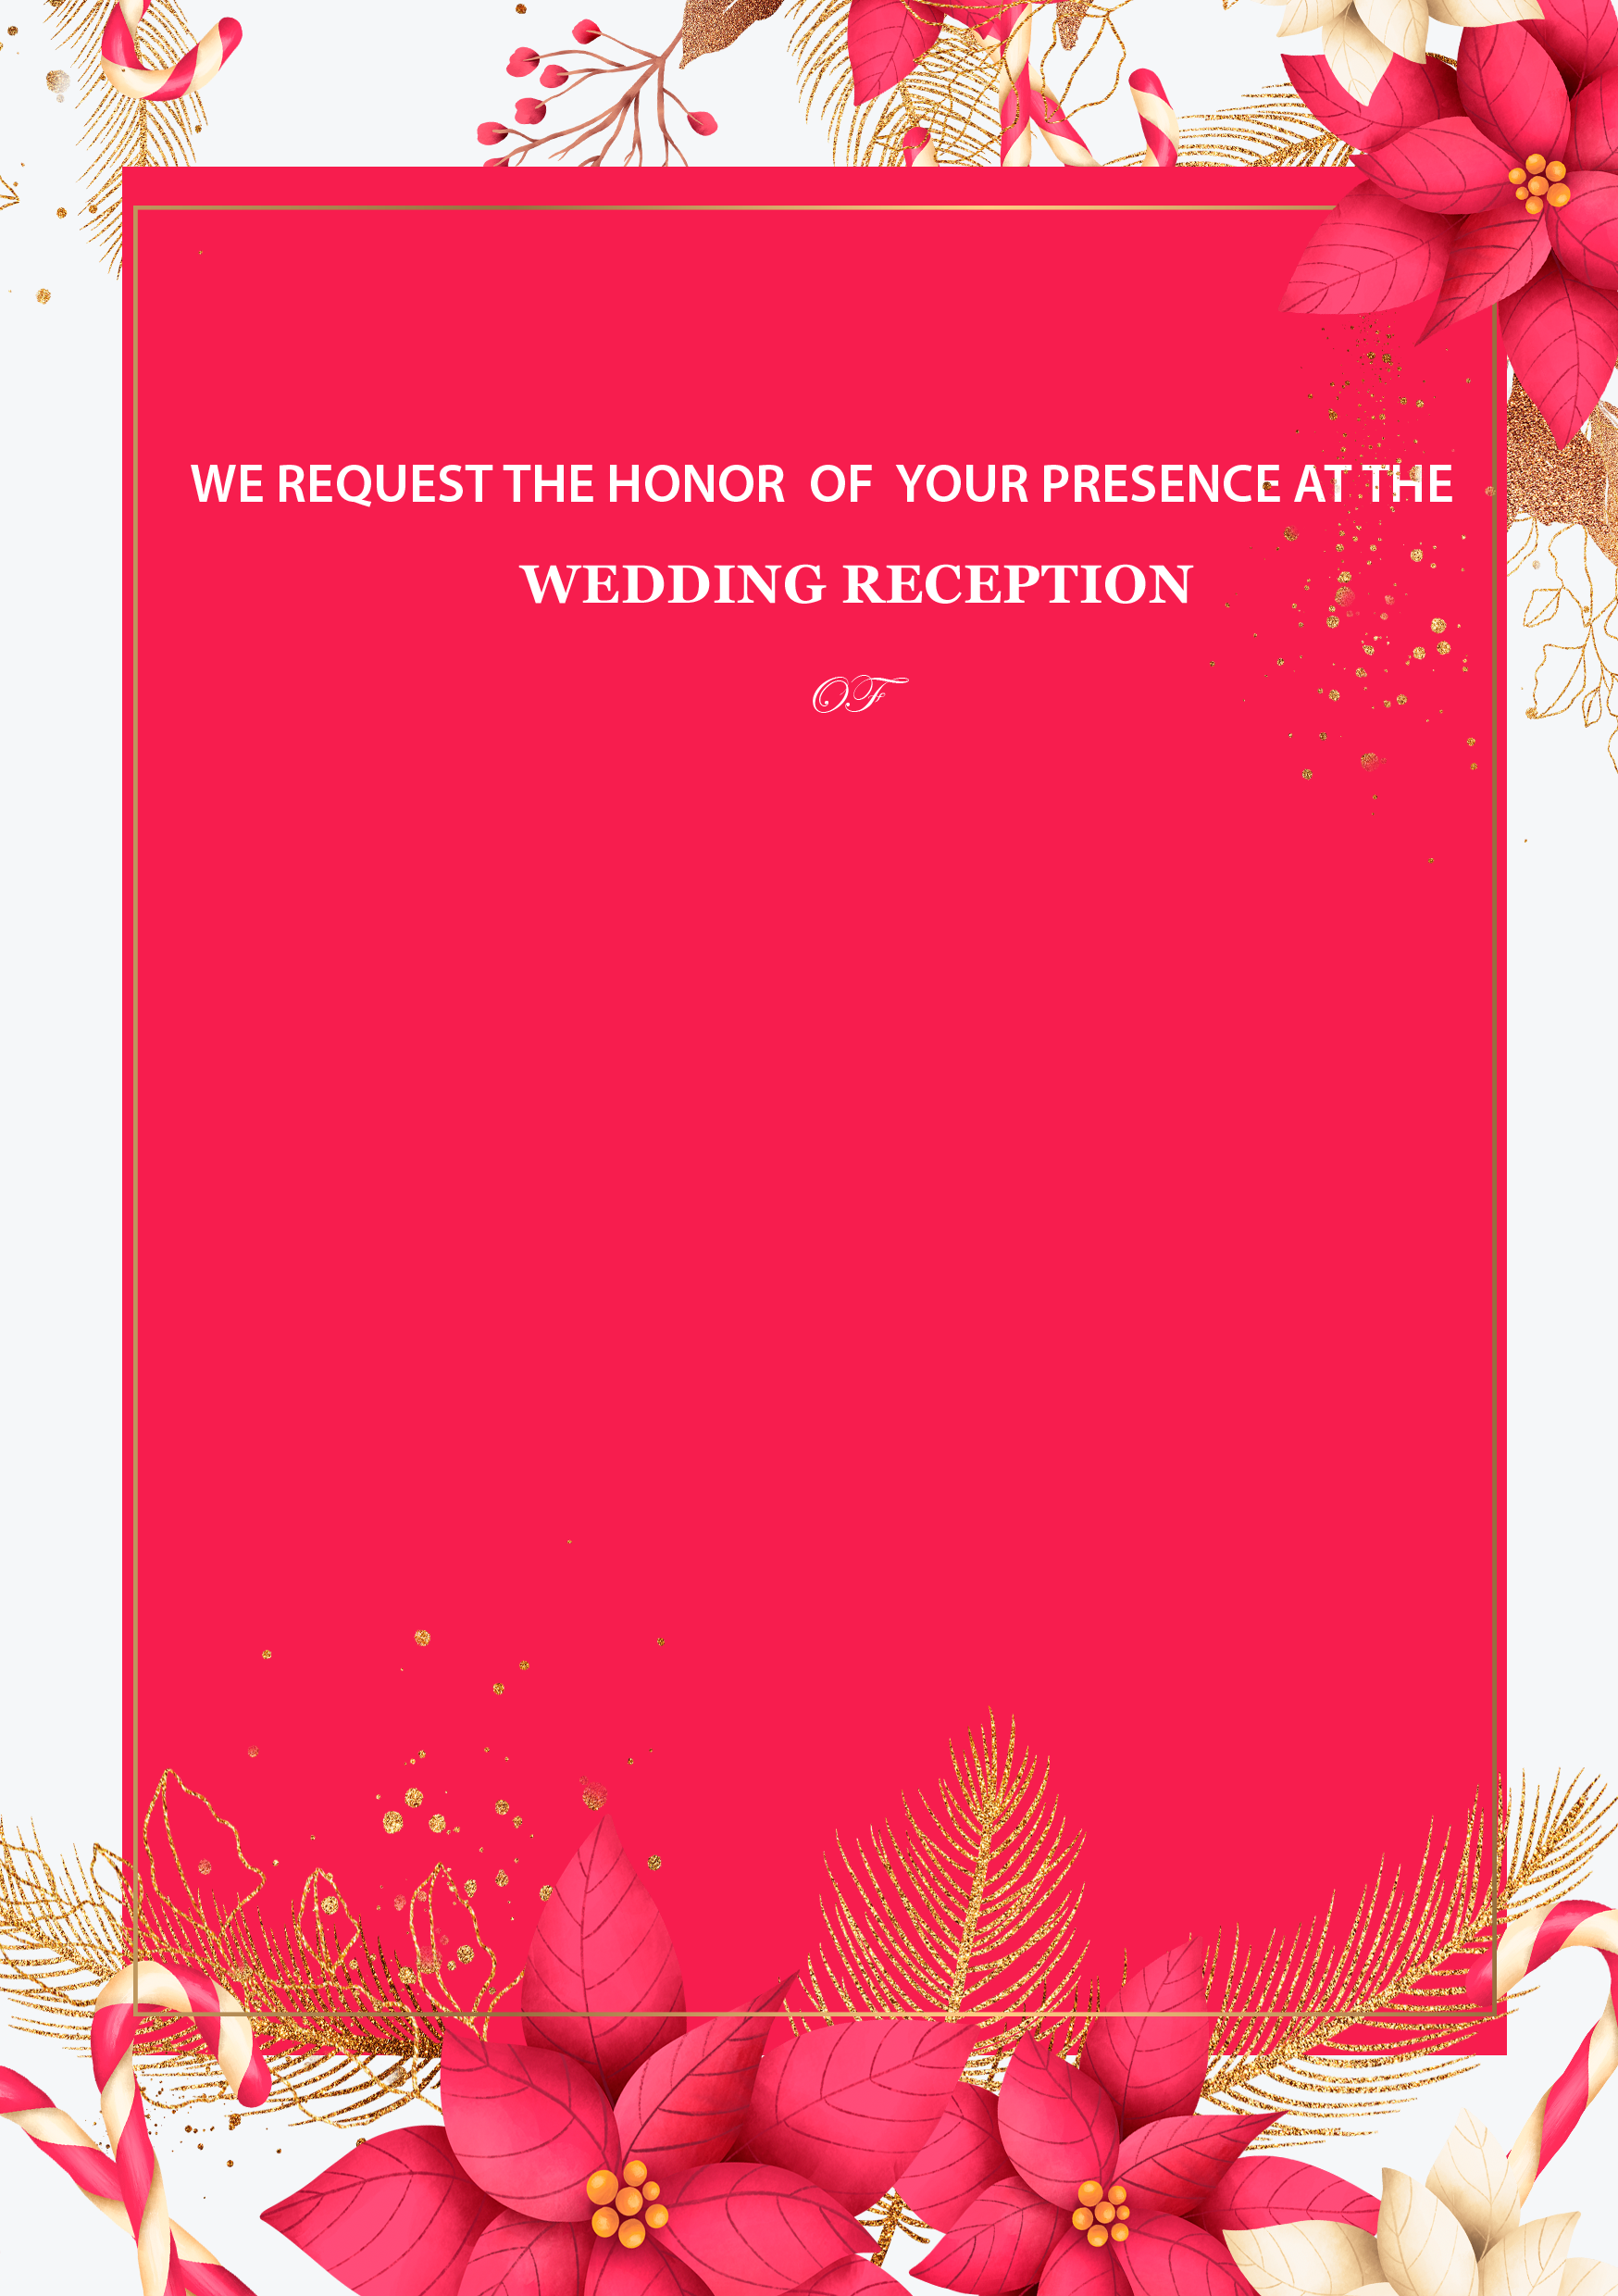 WE REQUEST THE HONOR OF YOUR PRESENCE AT THE
WEDDING RECEPTION
OF